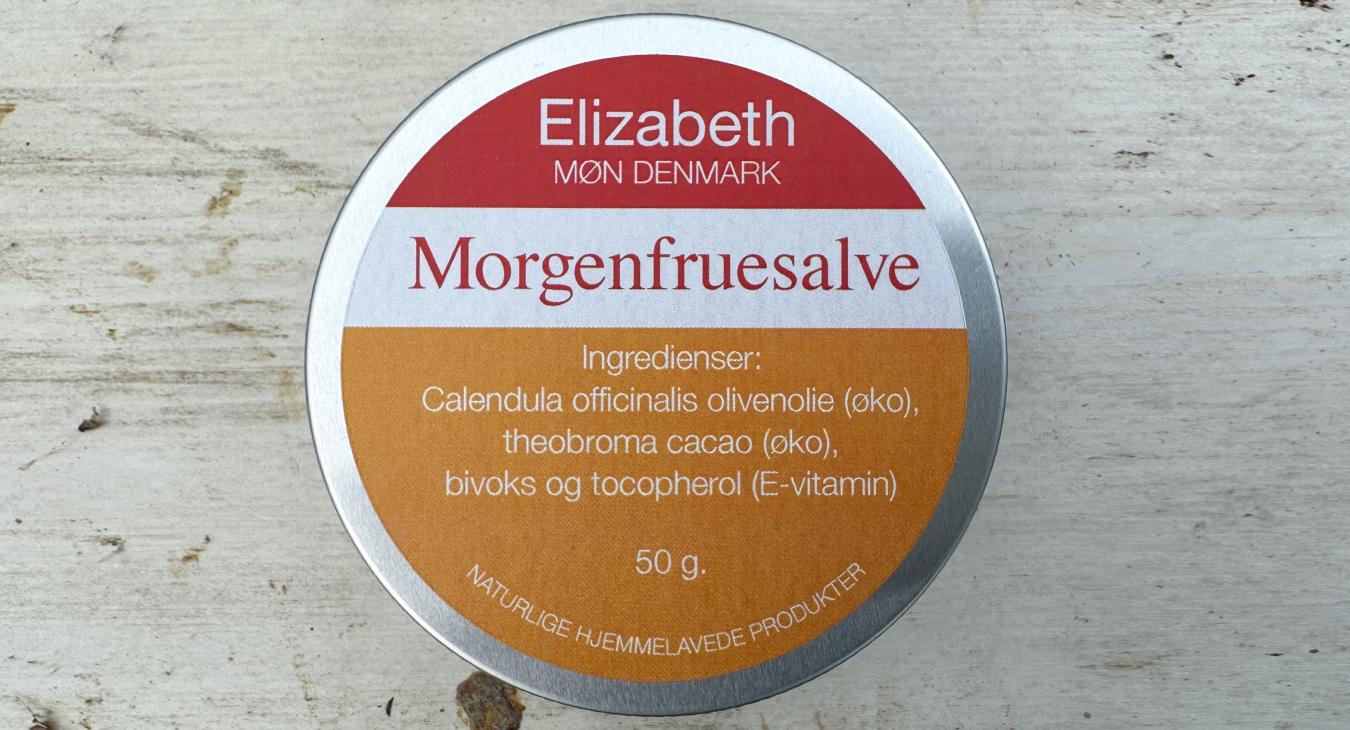 Elizabeth
MØN DENMARK
Morgenfruesalve
Ingredienser:
Calendula officinalis olivenolie (øko),
theobroma cacao (øko),
bivoks og tocopherol (E-vitamin)
50 g.
NATURLIGE HJEMMELAVEDE PRODUKTER